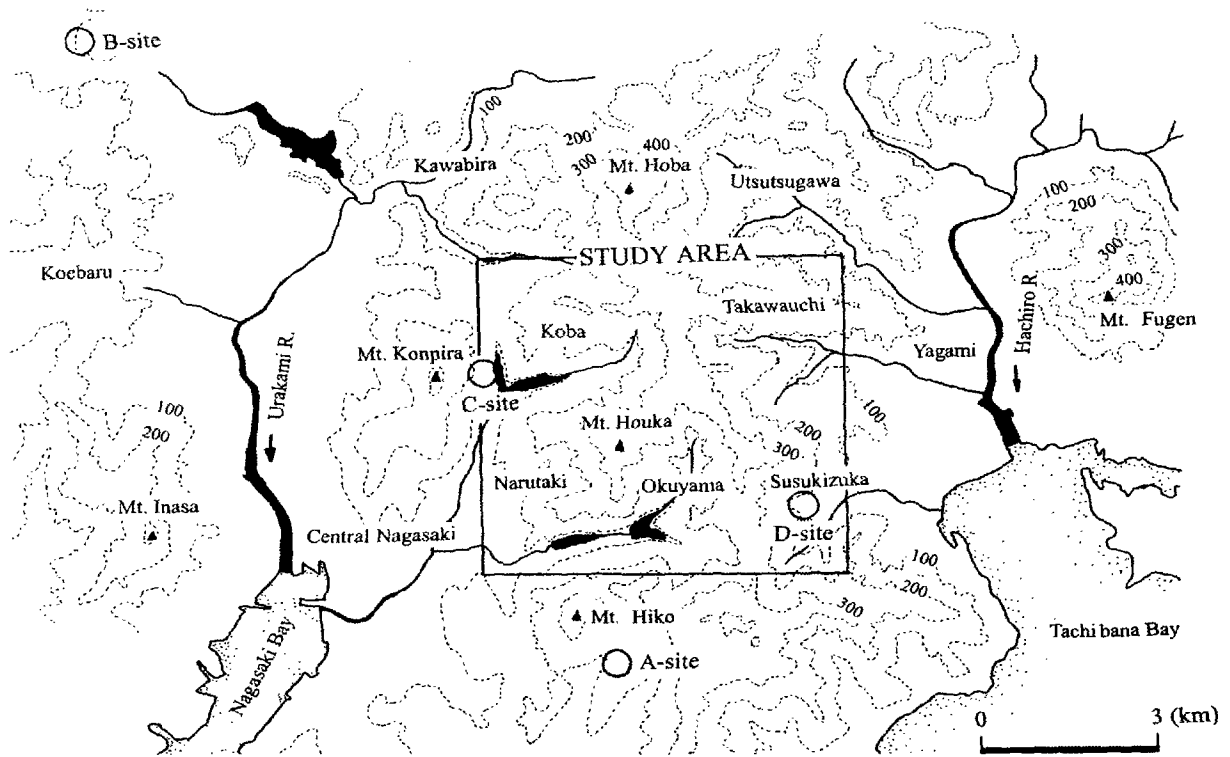 B-site
100
200
400
Kawabira
300
Mt. Hoba
Utsutsugawa
100
200
STUDY AREA
Koebaru
300
400
Takawauchi
Hachiro R.
Mt. Fugen
Koba
Mt. Konpira
Yagami
Urakami R.
C-site
100
100
200
Mt. Houka
200
300
Narutaki
Okuyama
Susukizuka
Mt. Inasa
Central Nagasaki
D-site
100
200
300
Mt. Hiko
Tachibana Bay
Nagasaki Bay
A-site
0 3 (km)